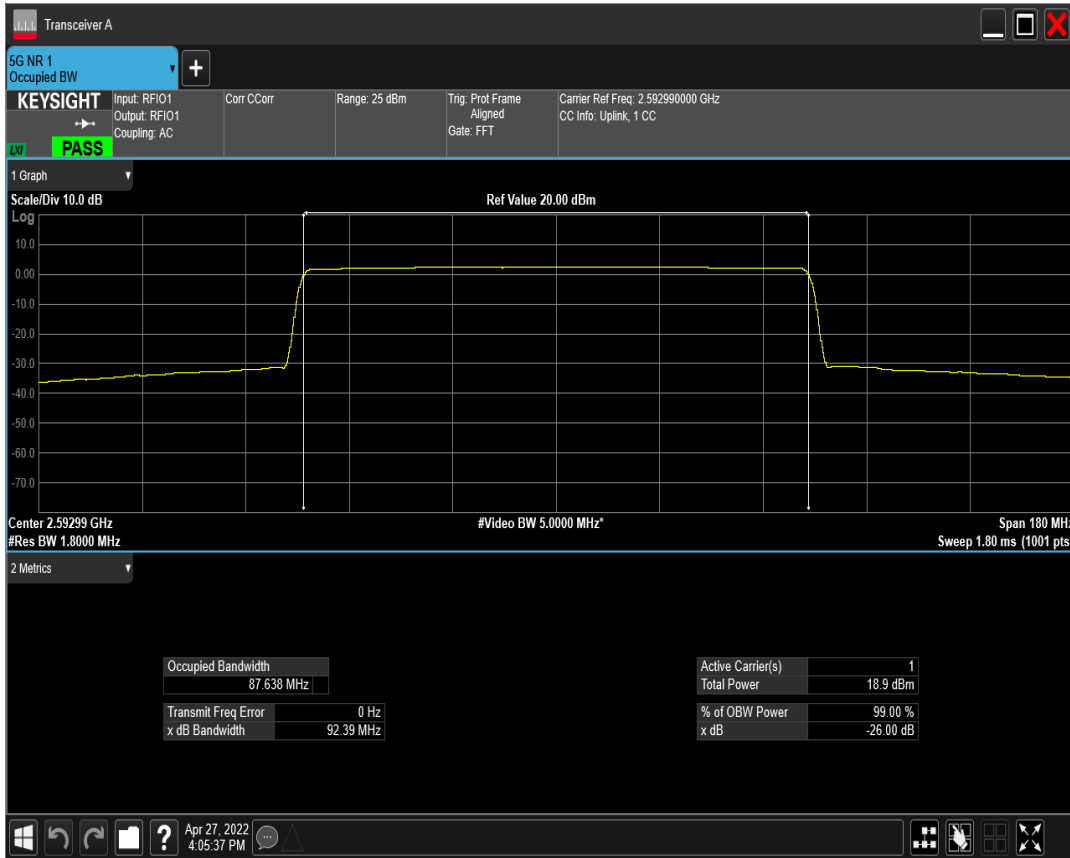 Transceiver A
5G NR 1
Occupied BW
+
KEYSIGHT
LXI
PASS
Input: RFIO1
Output: RFIO1
Coupling: AC
Corr CCorr
Range: 25 dBm
Trig: Prot Frame
Aligned
Gate: FFT
Carrier Ref Freq: 2.592990000 GHz
CC Info: Uplink, 1 CC
1 Graph
Scale/Div 10.0 dB
Ref Value 20.00 dBm
Log
10.0
0.00
-10.0
-20.0
-30.0
-40.0
-50.0
-60.0
-70.0
Center 2.59299 GHz
#Video BW 5.0000 MHz*
Span 180 MHz
#Res BW 1.8000 MHz
Sweep 1.80 ms (1001 pts
2 Metrics
Occupied Bandwidth
87.638 MHz
Transmit Freq Error 0 Hz
x dB Bandwidth 92.39 MHz
Active Carrier(s) 1
Total Power 18.9 dBm
% of OBW Power 99.00 %
x dB -26.00 dB
?
Apr 27, 2022
4:05:37 PM